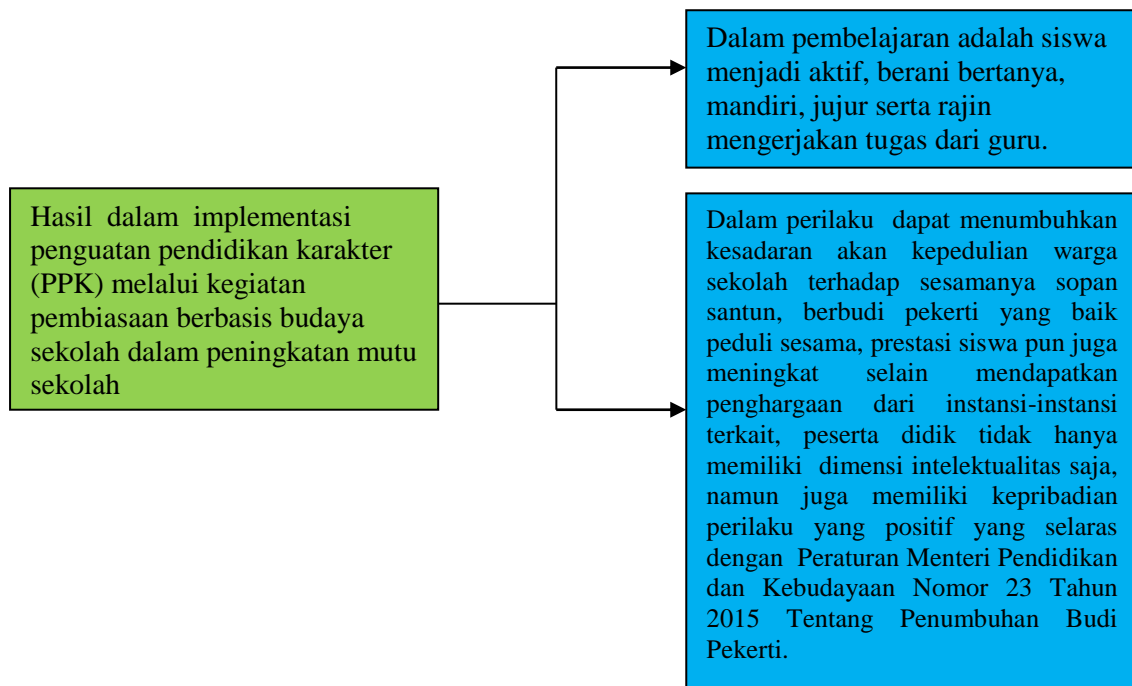 Hasil dalam implementasi
penguatan pendidikan karakter
(PPK) melalui kegiatan
pembiasaan berbasis budaya
sekolah dalam peningkatan mutu
sekolah
Dalam pembelajaran adalah siswa
menjadi aktif, berani bertanya,
mandiri, jujur serta rajin
mengerjakan tugas dari guru.
Dalam perilaku dapat menumbuhkan
kesadaran akan kepedulian warga
sekolah terhadap sesamanya sopan
santun, berbudi pekerti yang baik
peduli sesama, prestasi siswa pun juga
meningkat selain mendapatkan
penghargaan dari instansi-instansi
terkait, peserta didik tidak hanya
memiliki dimensi intelektualitas saja,
namun juga memiliki kepribadian
perilaku yang positif yang selaras
dengan Peraturan Menteri Pendidikan
dan Kebudayaan Nomor 23 Tahun
2015 Tentang Penumbuhan Budi
Pekerti.